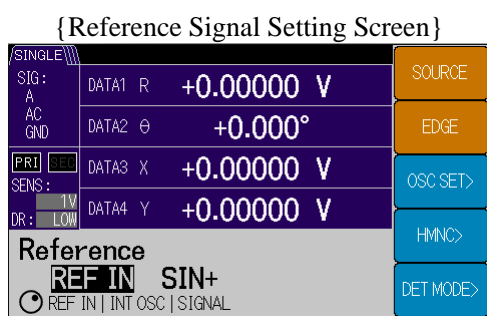 {Reference Signal Setting Screen}
SINGLE
SIG:
A
AC
GND
PRI SEC
SENS:
1V
DR: LOW
DATA1 R +0.00000 V
DATA2 θ +0.000°
DATA3 X +0.00000 V
DATA4 Y +0.00000 V
Reference
REF IN SIN+
REF IN | INT OSC | SIGNAL
SOURCE
EDGE
OSC SET>
HMNC>
DET MODE>